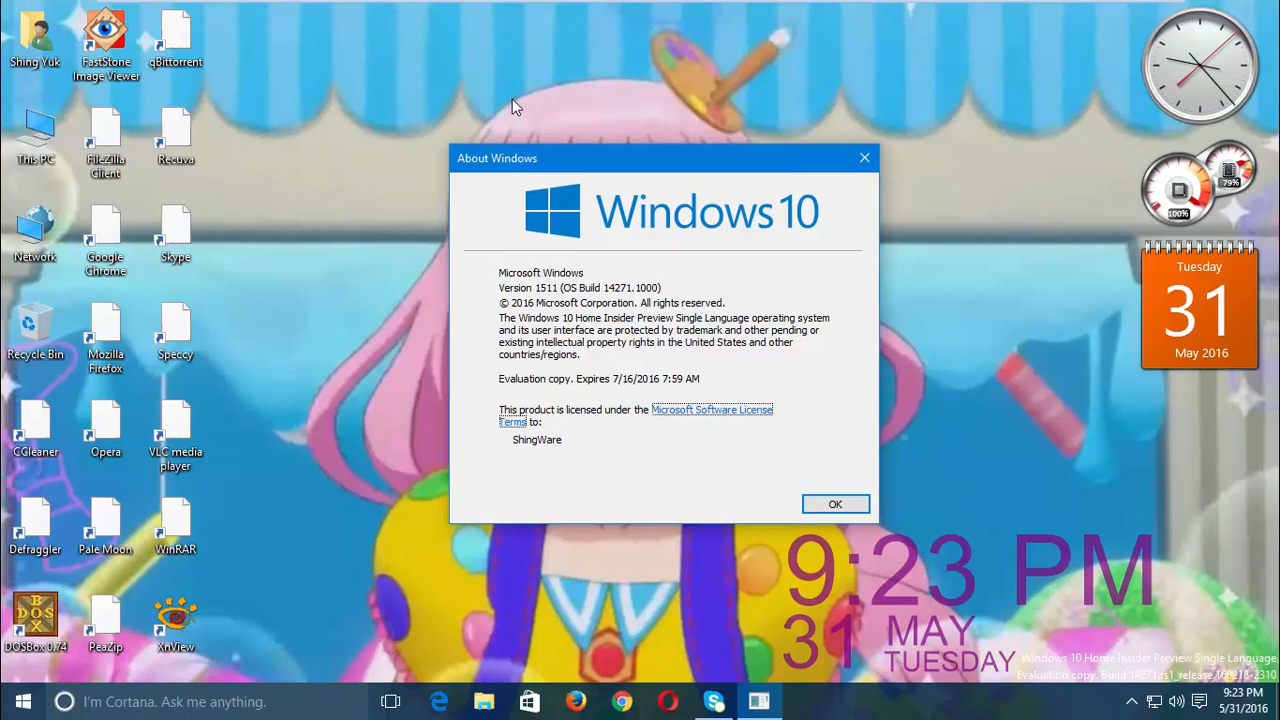 Shing Yuk
FastStone
Image Viewer
qBittorrent
This PC
FileZilla
Client
Recuva
Network
Google
Chrome
Skype
Recycle Bin
Mozilla
Firefox
Speccy
CCleaner
Opera
VLC media
player
Defraggler
Pale Moon
WinRAR
DOSBox 0.74
PeaZip
XnView
About Windows
Windows 10
Microsoft Windows
Version 1511 (OS Build 14271.1000)
© 2016 Microsoft Corporation. All rights reserved.
The Windows 10 Home Insider Preview Single Language operating system
and its user interface are protected by trademark and other pending or
existing intellectual property rights in the United States and other
countries/regions.
Evaluation copy. Expires 7/16/2016 7:59 AM
This product is licensed under the Microsoft Software License
Terms to:
ShingWare
OK
79%
100%
Tuesday
31
May 2016
9:23 PM
31 MAY
TUESDAY
Windows 10 Home Insider Preview Single Language
Evaluation copy. Build 14271.rs1_release.160218-2310
I'm Cortana. Ask me anything.
9:23 PM
5/31/2016